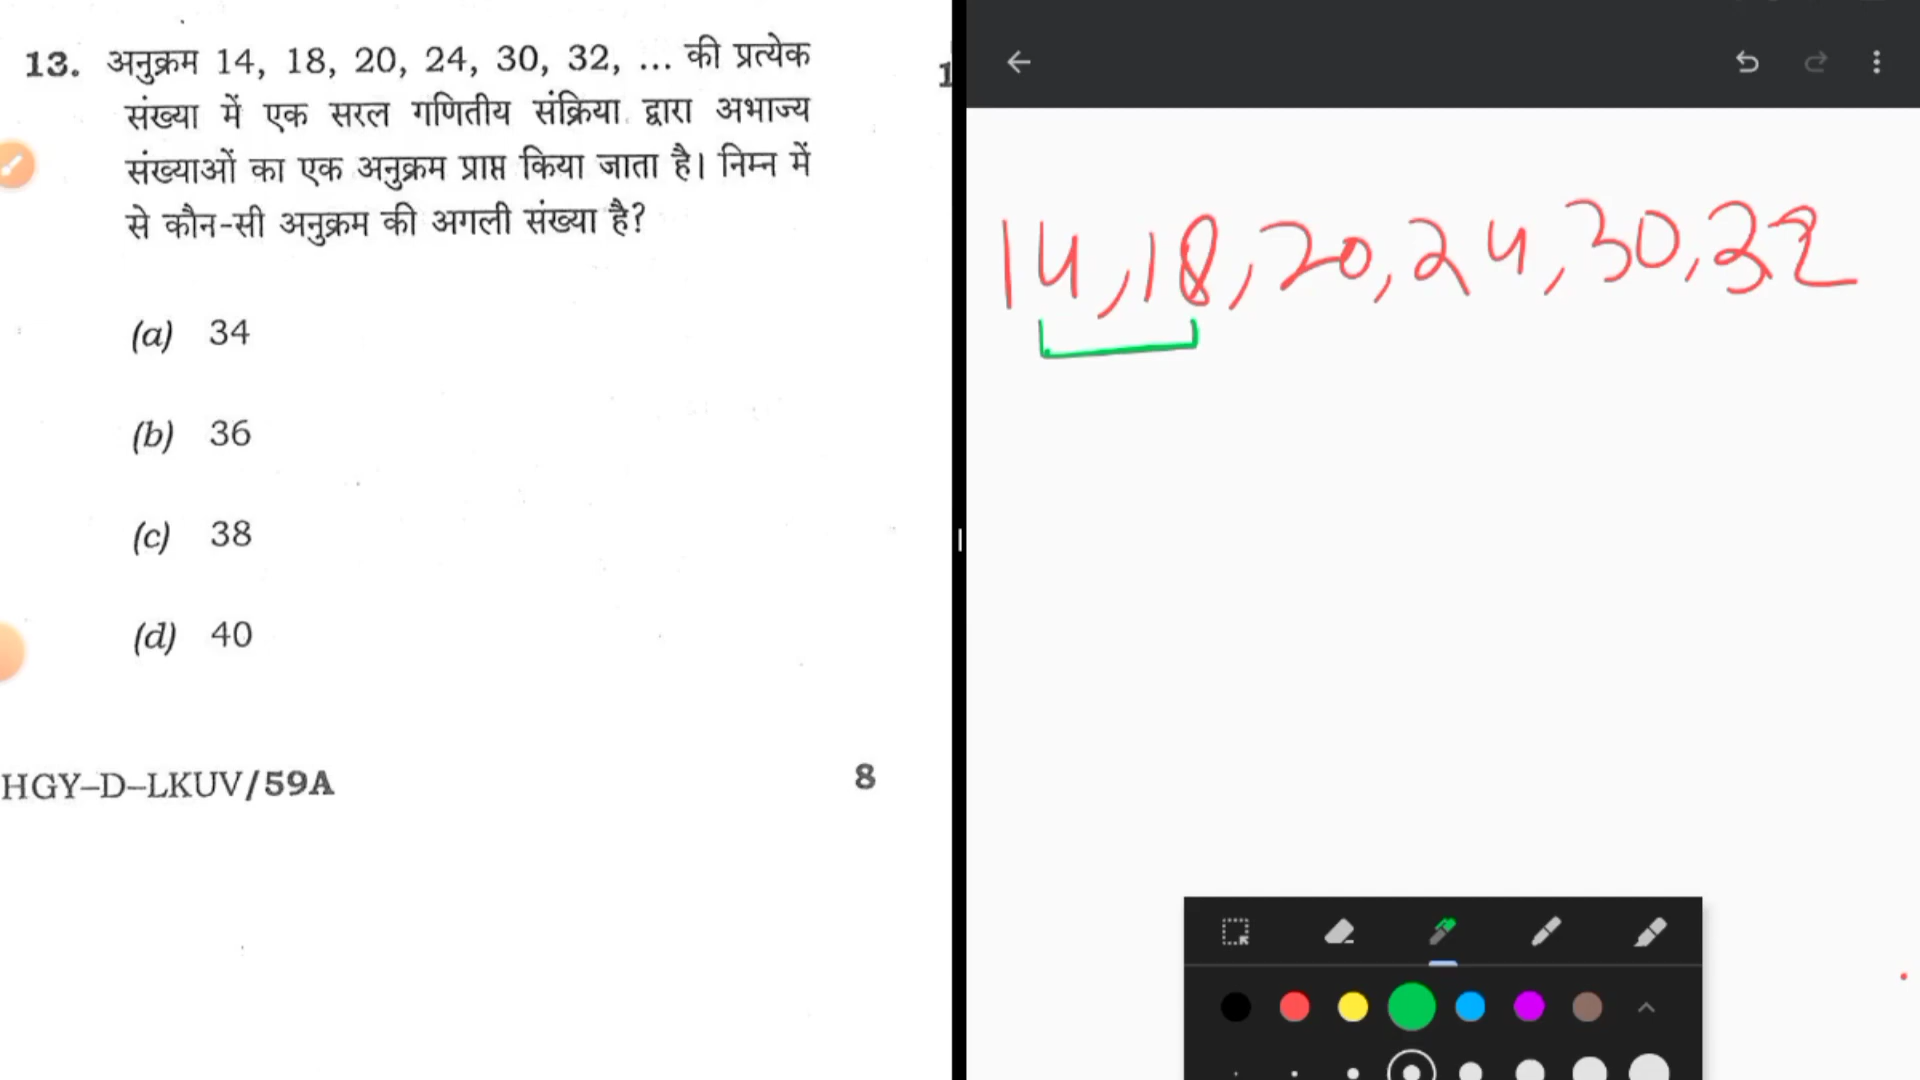 13. अनुक्रम 14, 18, 20, 24, 30, 32, ... की प्रत्येक
संख्या में एक सरल गणितीय संक्रिया द्वारा अभाज्य
संख्याओं का एक अनुक्रम प्राप्त किया जाता है। निम्न में
से कौन-सी अनुक्रम की अगली संख्या है?
(a) 34
(b) 36
(c) 38
(d) 40
HGY–D–LKUV/59A
8
1
14, 18, 20, 24, 30, 32